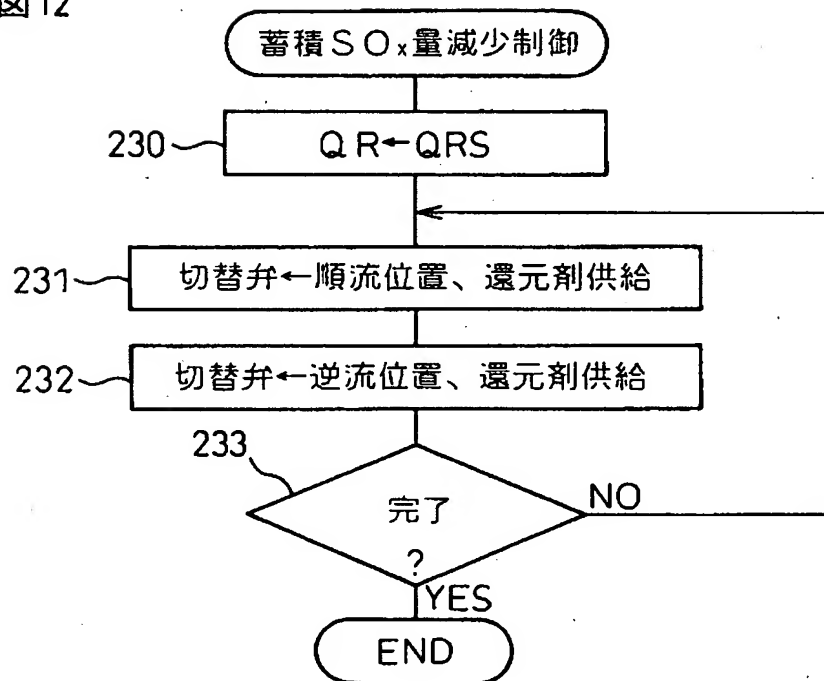 図12
蓄積SOx量減少制御
230
QR←QRS
231
切替弁←順流位置、還元剤供給
232
切替弁←逆流位置、還元剤供給
233
完了
?
NO
YES
END